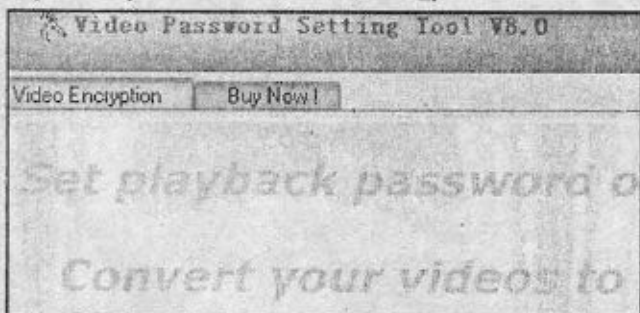 Video Password Setting Tool V8.0
Video Encryption Buy Now!
Set playback password o
Convert your videos to